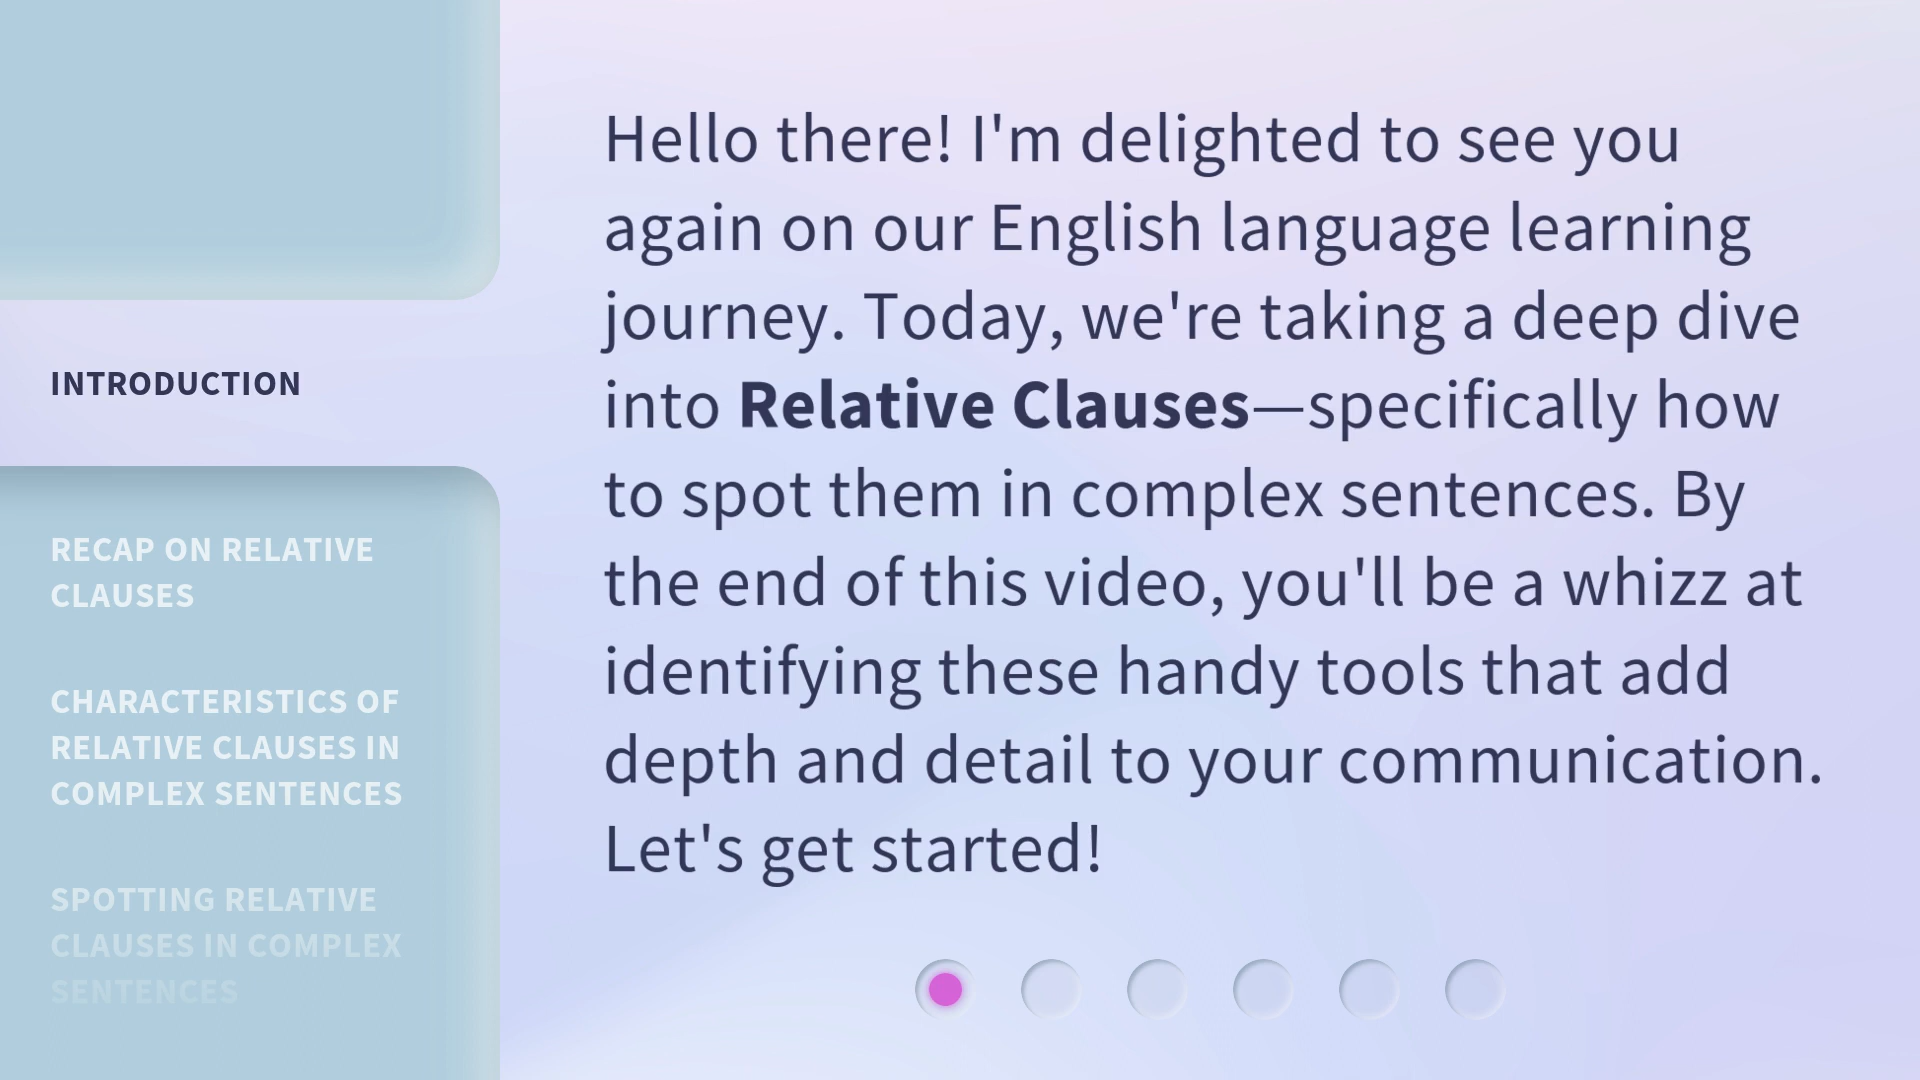 INTRODUCTION
RECAP ON RELATIVE
CLAUSES
CHARACTERISTICS OF
RELATIVE CLAUSES IN
COMPLEX SENTENCES
SPOTTING RELATIVE
CLAUSES IN COMPLEX
SENTENCES
Hello there! I'm delighted to see you
again on our English language learning
journey. Today, we're taking a deep dive
into Relative Clauses—specifically how
to spot them in complex sentences. By
the end of this video, you'll be a whizz at
identifying these handy tools that add
depth and detail to your communication.
Let's get started!